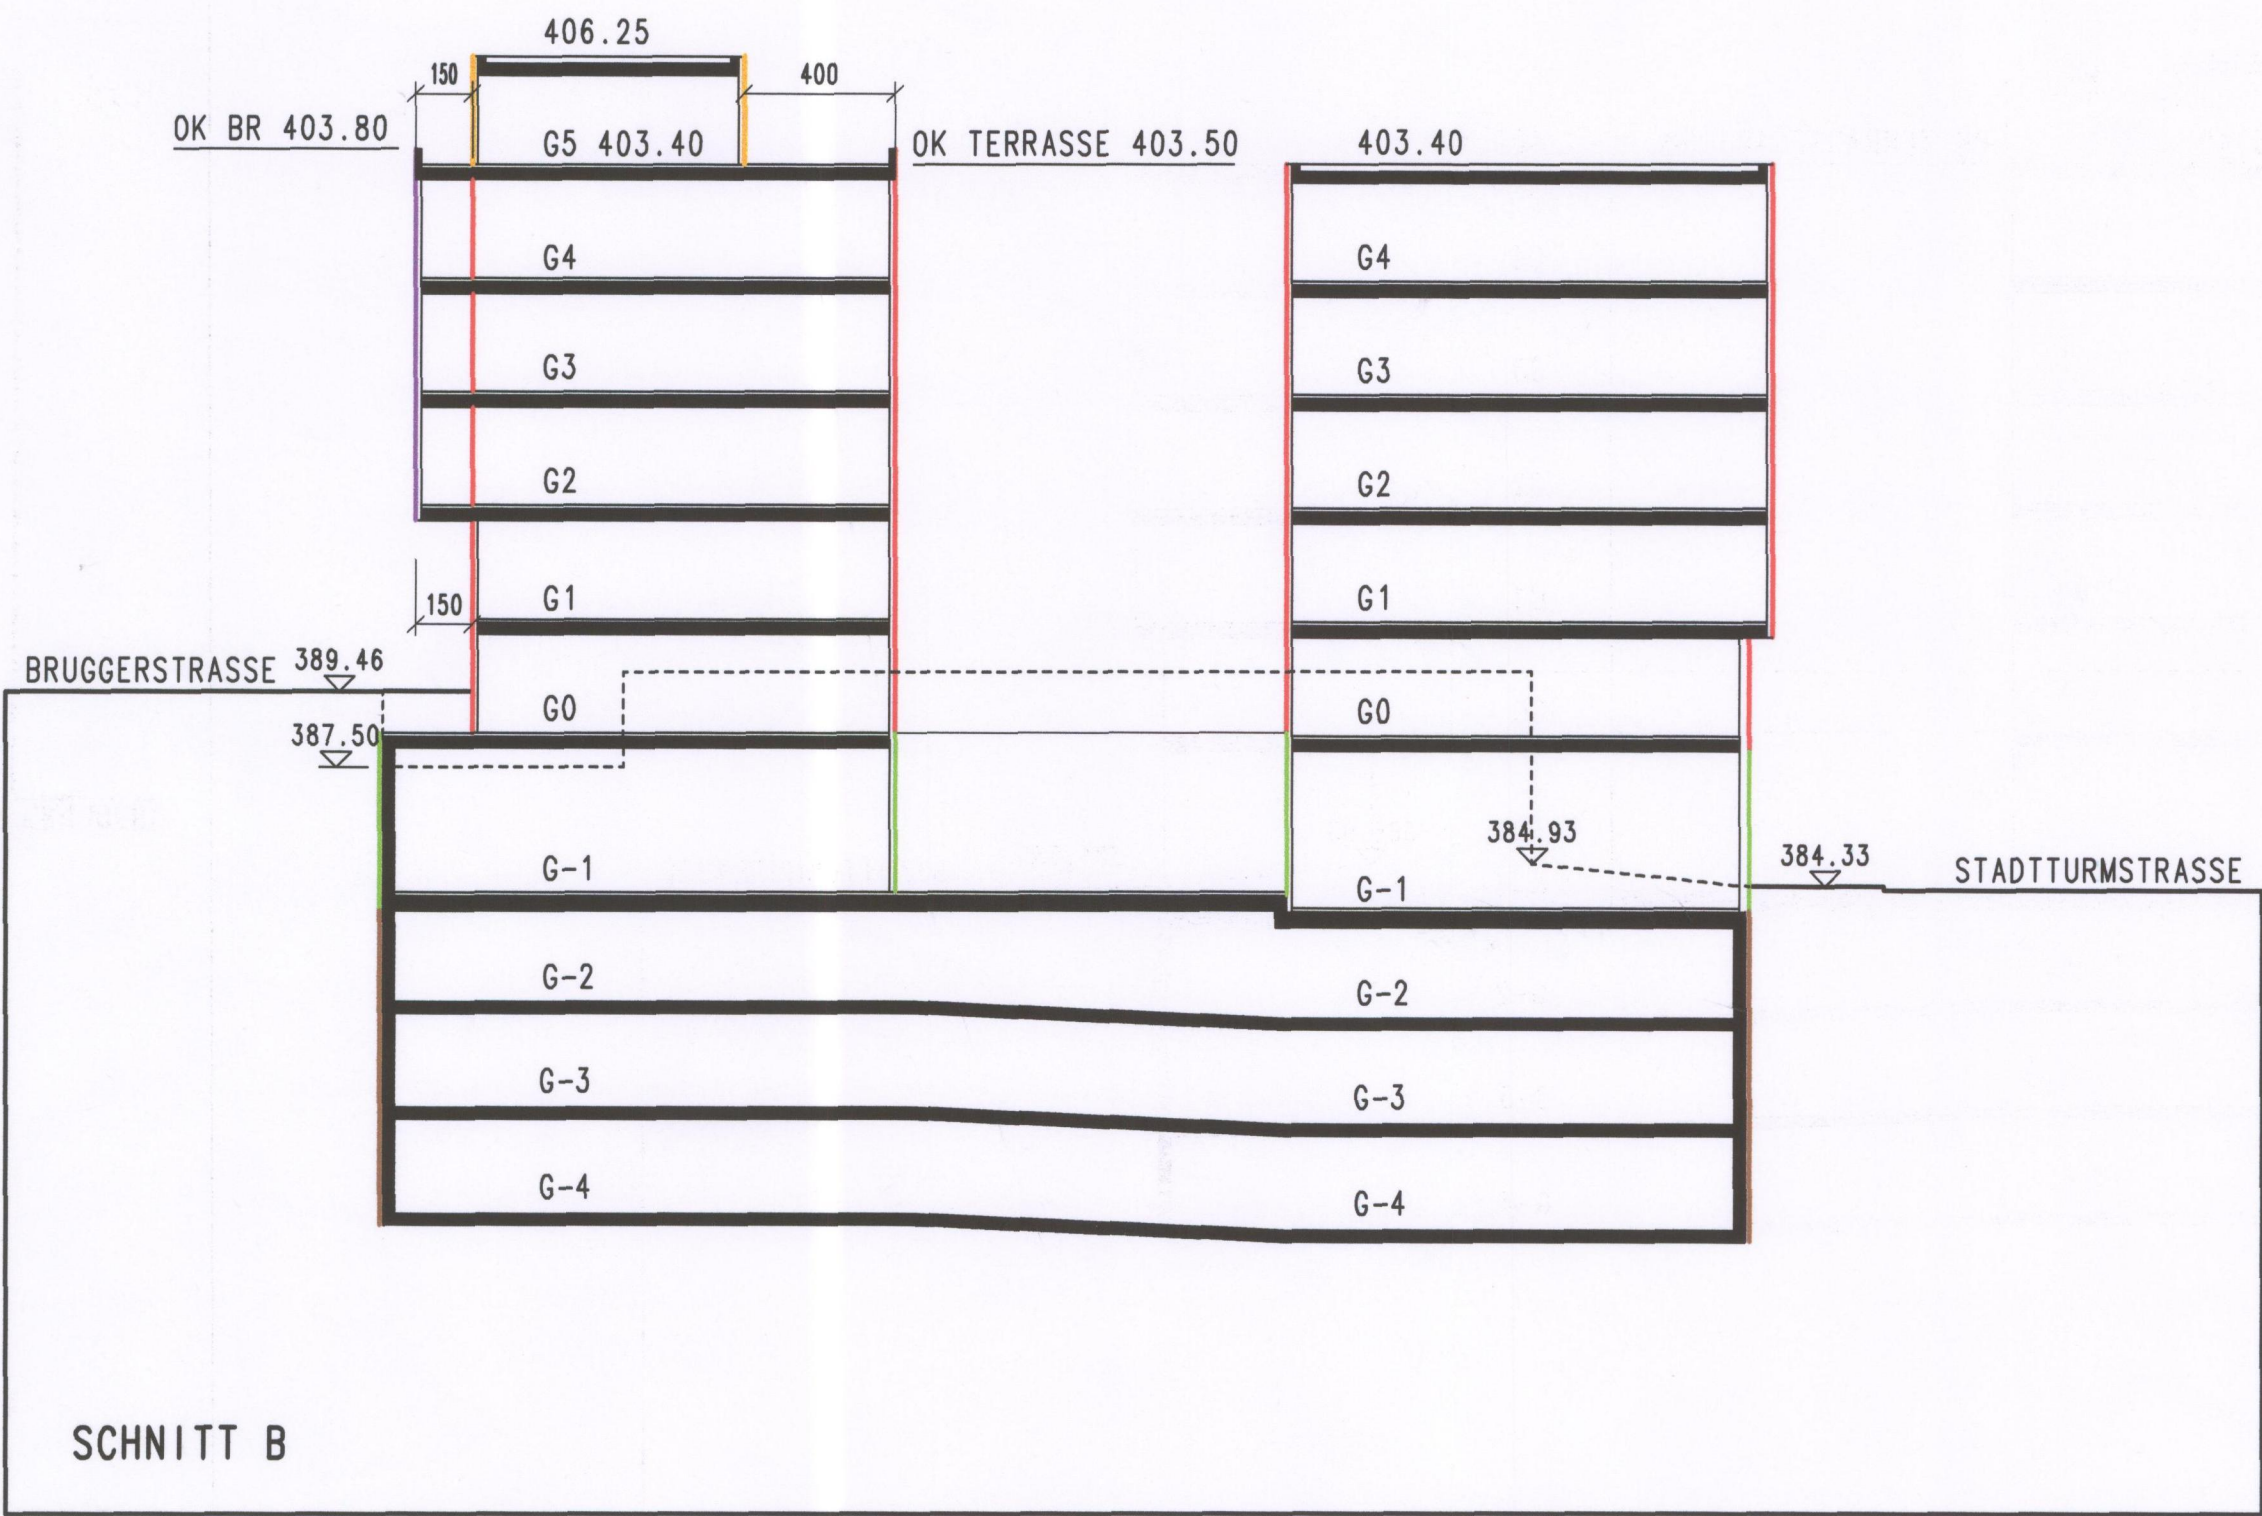 406.25
150
400
OK BR 403.80
G5 403.40
OK TERRASSE 403.50
403.40
G4
G4
G3
G3
G2
G2
G1
G1
150
BRUGGERSTRASSE 389.46
G0
G0
387.50
384.93
384.33
STADTTURMSTRASSE
G-1
G-1
G-2
G-2
G-3
G-3
G-4
G-4
SCHNITT B